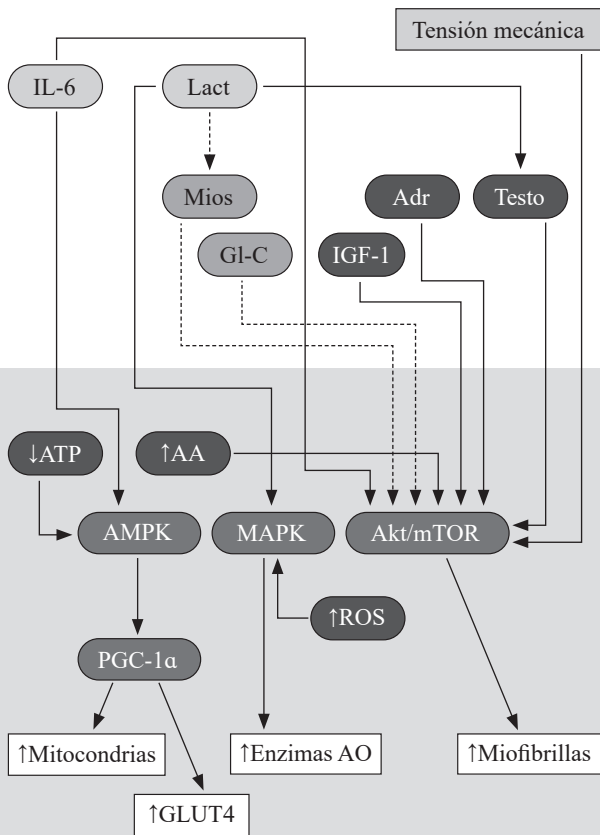 Tensión mecánica
IL-6
Lact
Mios
Adr
Testo
Gl-C
IGF-1
↓ATP
↑AA
AMPK
MAPK
Akt/mTOR
↑ROS
PGC-1α
↑Mitocondrias
↑Enzimas AO
↑Miofibrillas
↑GLUT4